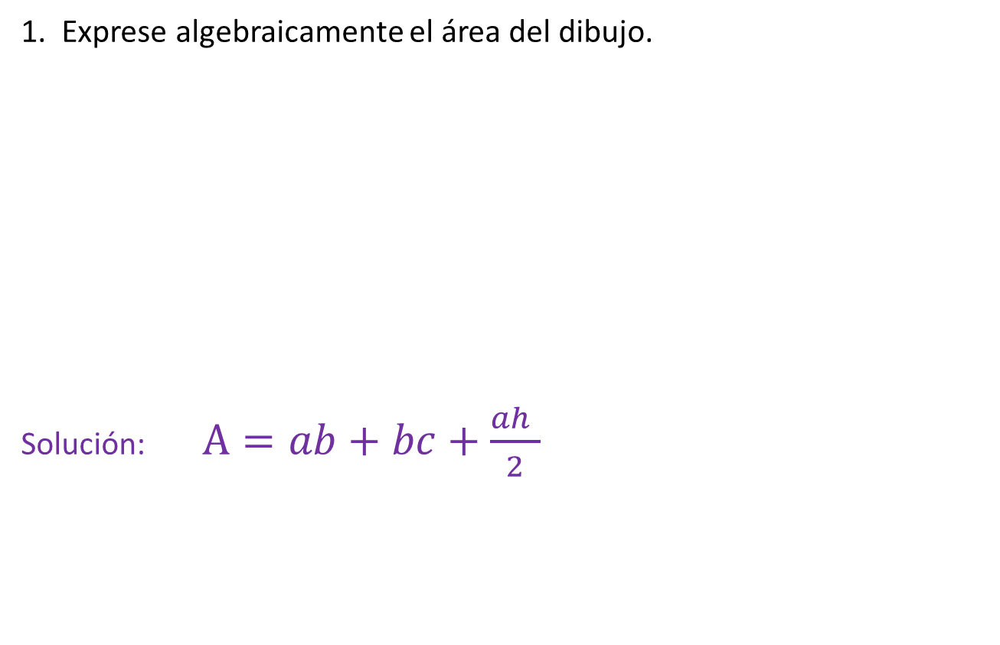 1. Exprese algebraicamente el área del dibujo.
Solución: A = ab + bc + ah/2